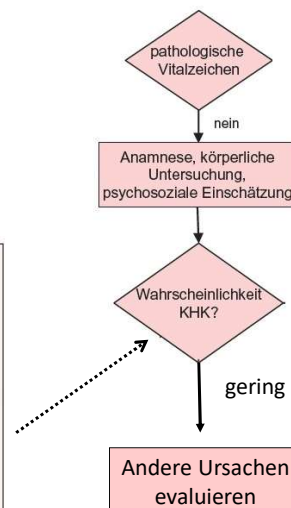 pathologische
Vitalzeichen
nein
Anamnese, körperliche
Untersuchung,
psychosoziale Einschätzung
Wahrscheinlichkeit
KHK?
gering
Andere Ursachen
evaluieren